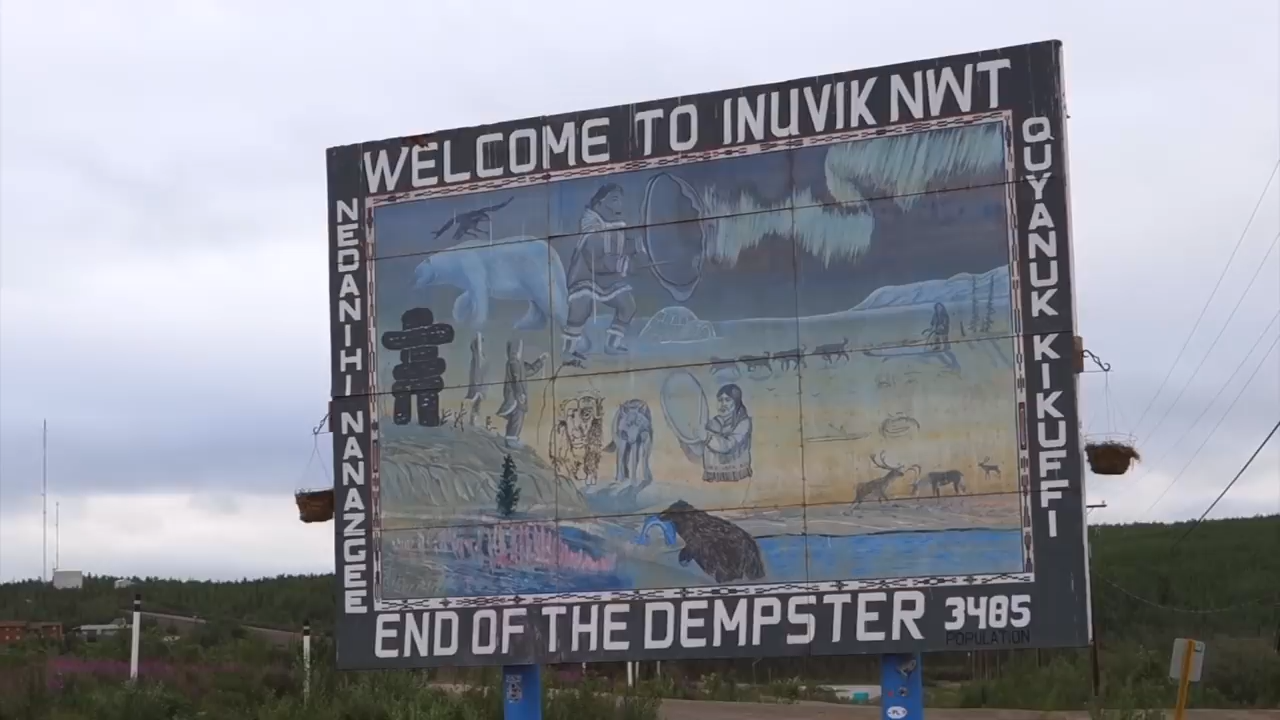 WELCOME TO INUVIK NWT
NEDANIHI NANAZGEE
QUYANUK KIKUFFI
END OF THE DEMPSTER 3485
POPULATION